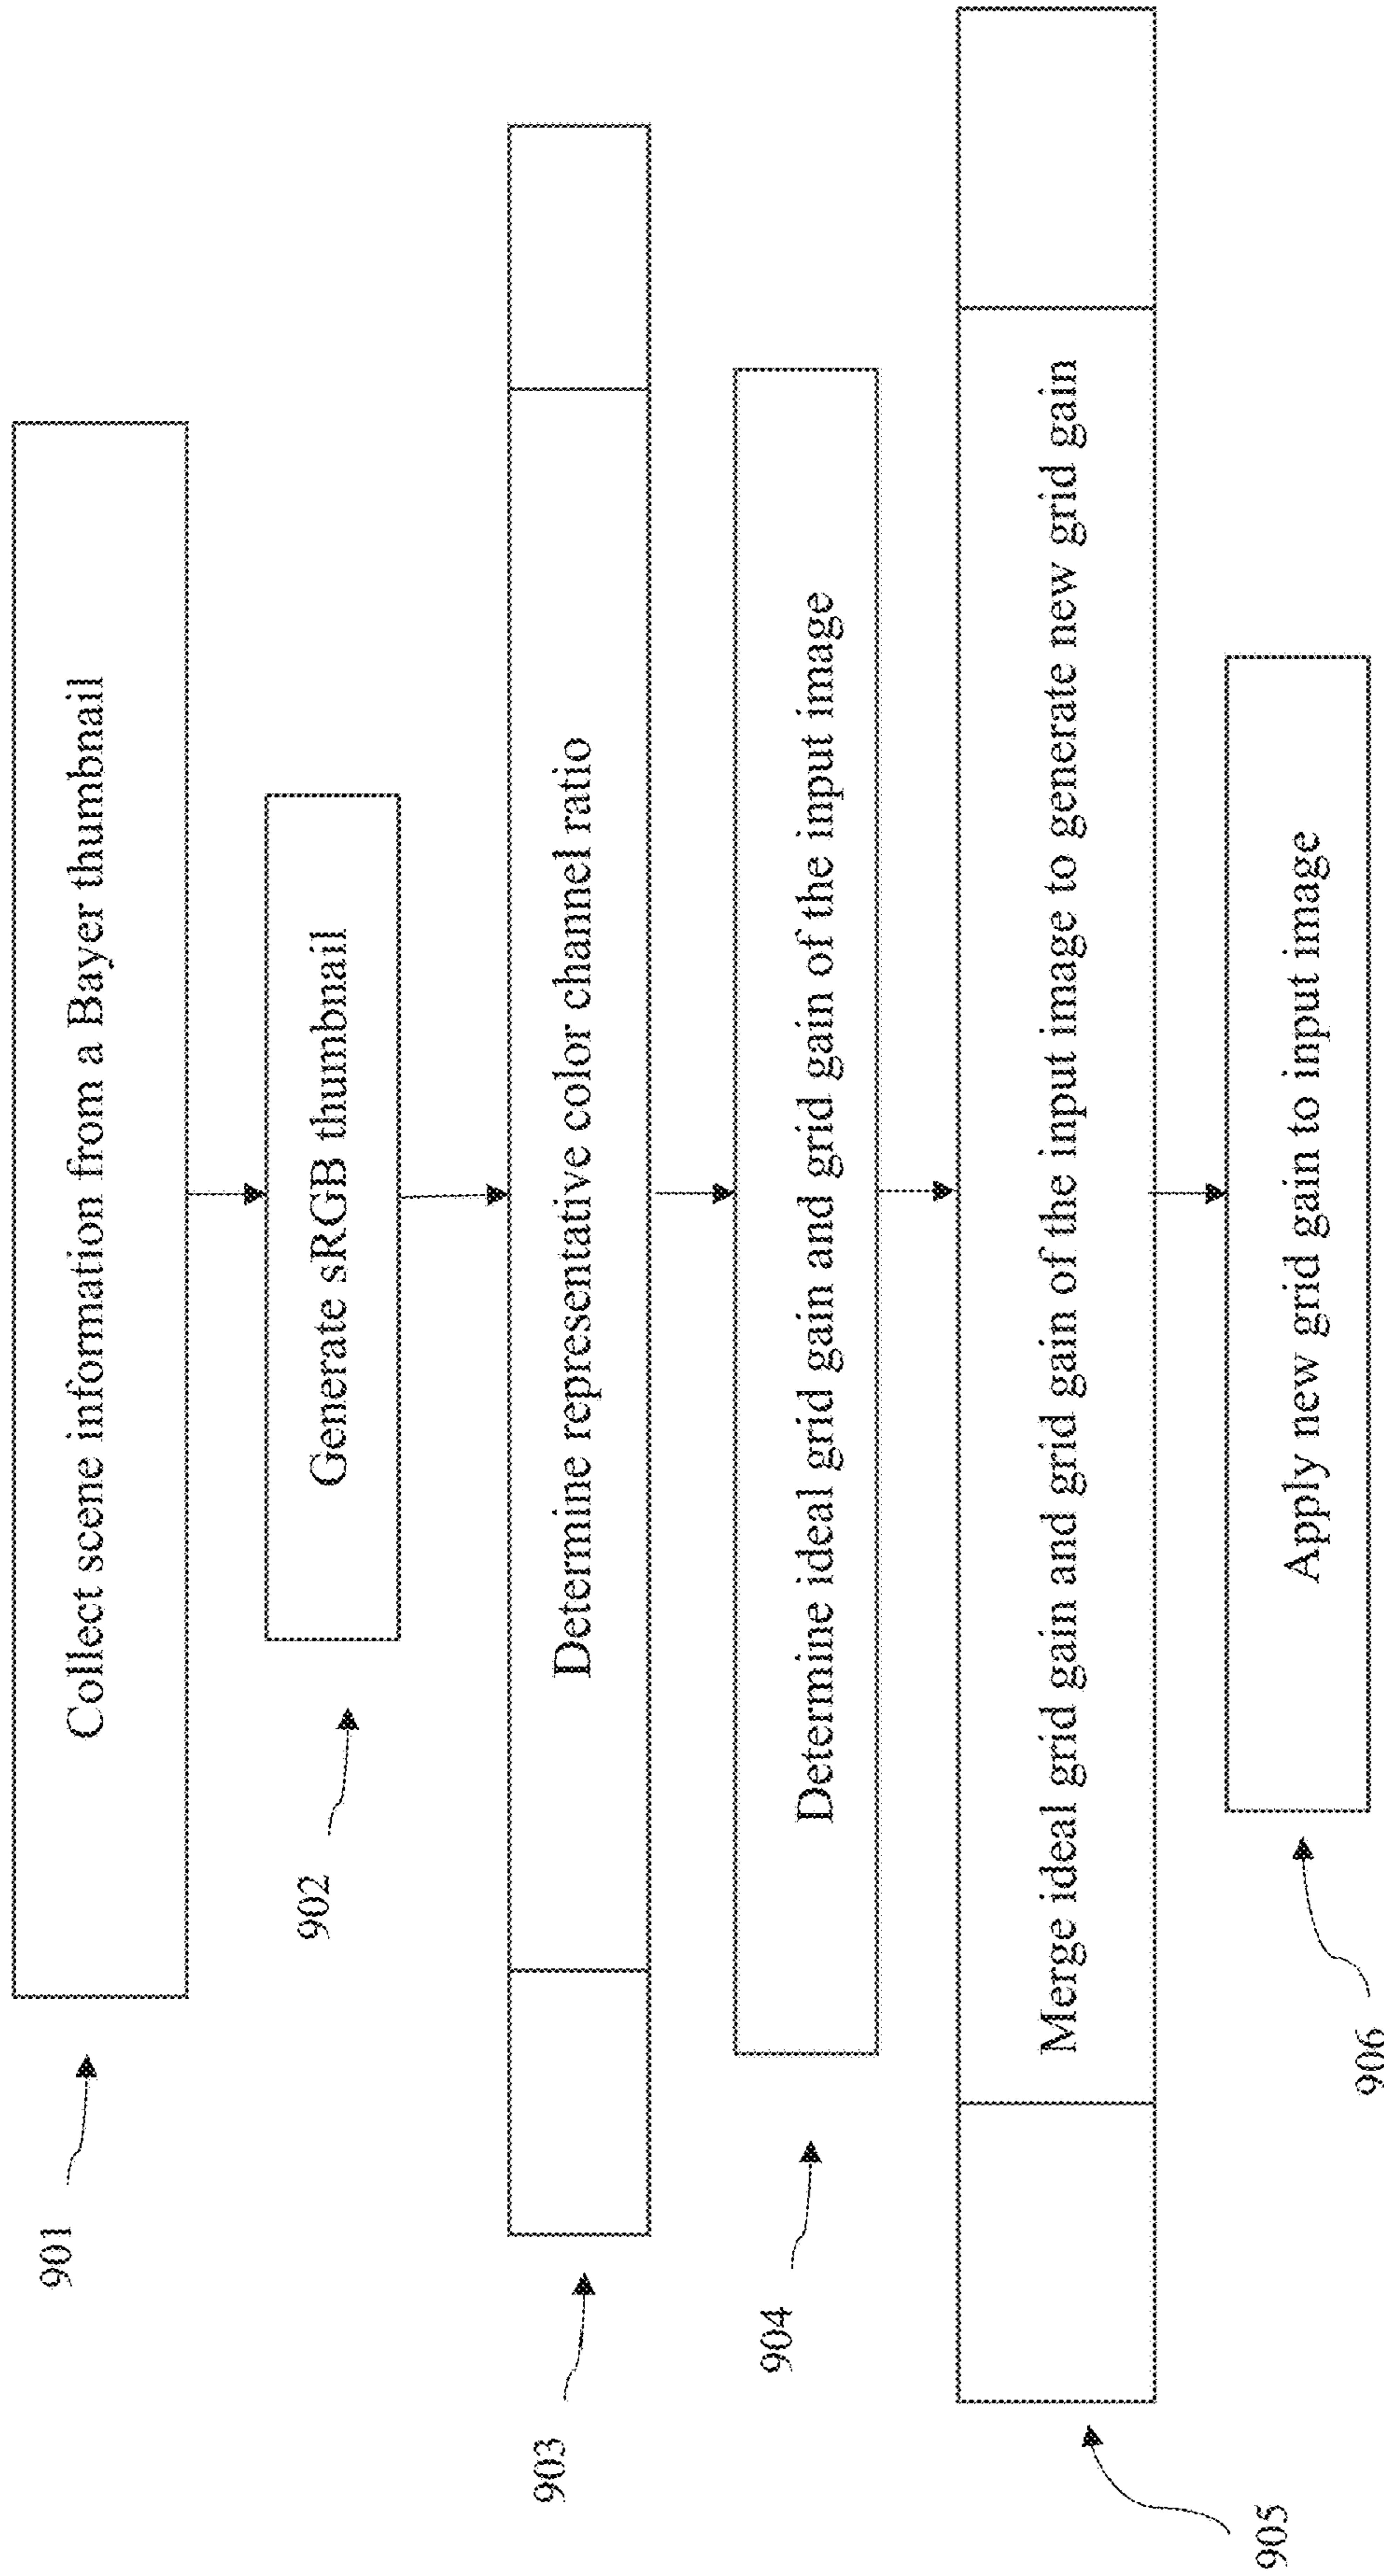 901
Collect scene information from a Bayer thumbnail
902
Generate sRGB thumbnail
903
Determine representative color channel ratio
904
Determine ideal grid gain and grid gain of the input image
905
Merge ideal grid gain and grid gain of the input image to generate new grid gain
906
Apply new grid gain to input image